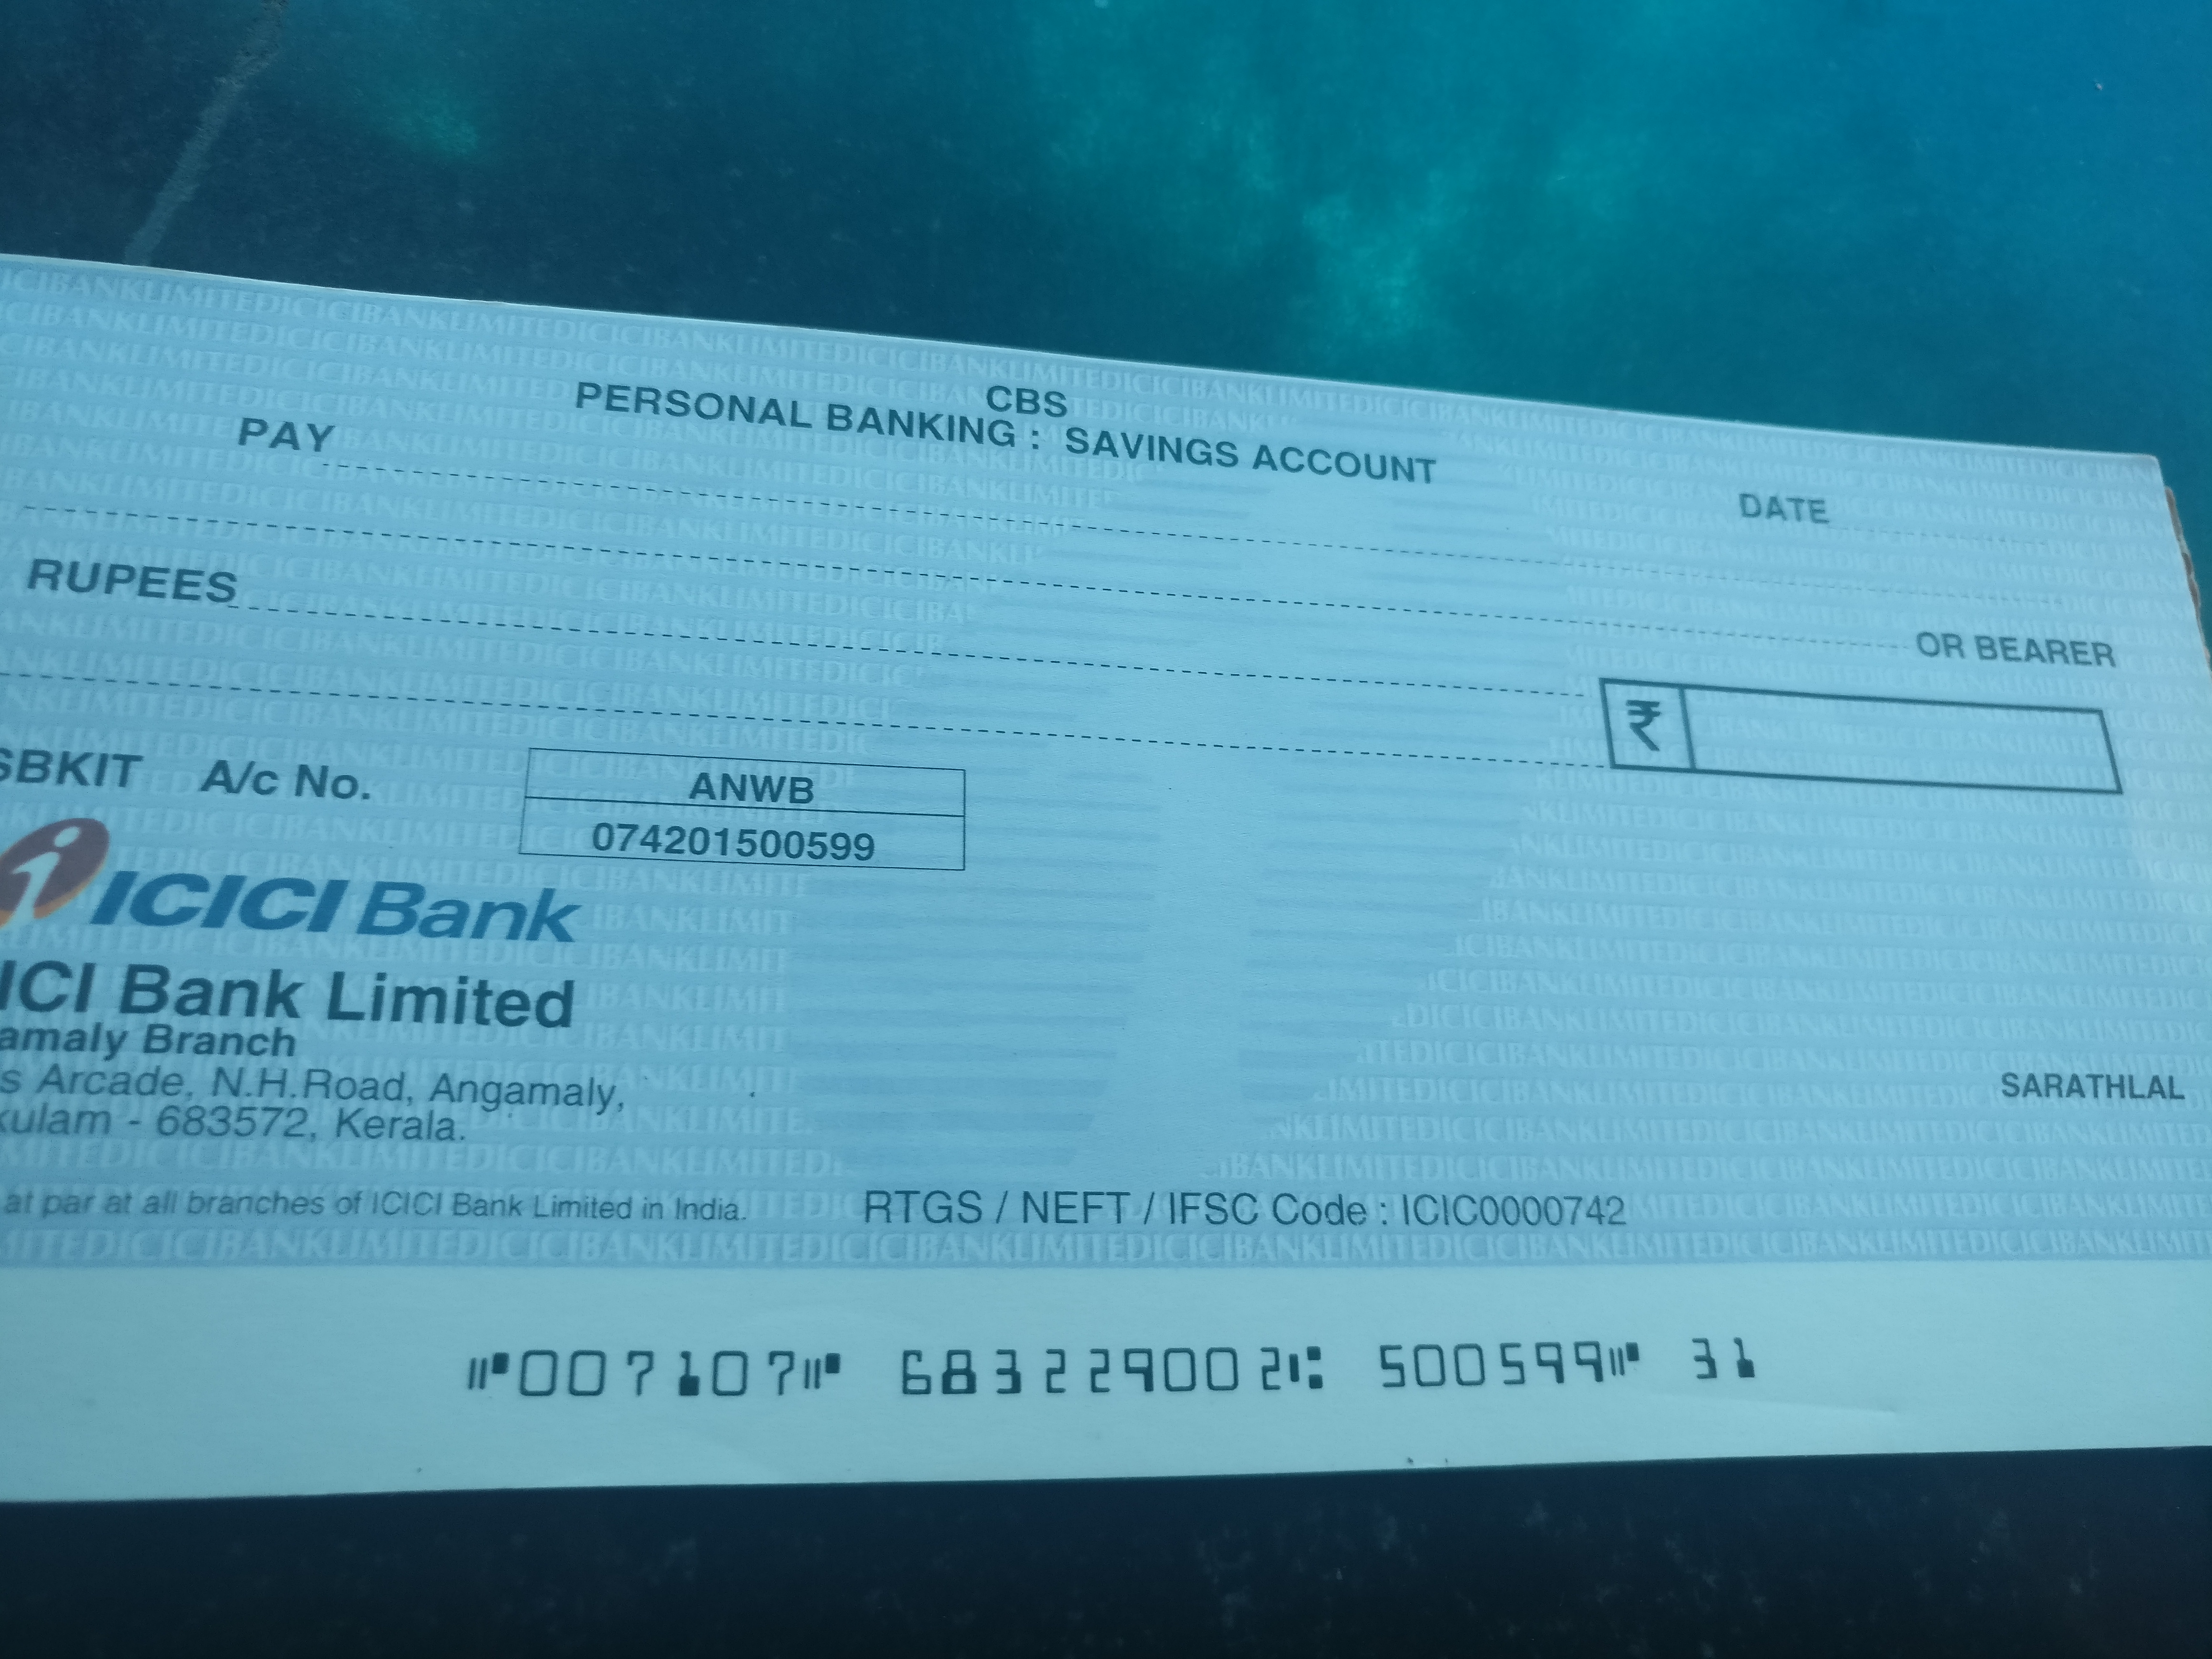 CBS
PERSONAL BANKING : SAVINGS ACCOUNT
PAY
DATE
OR BEARER
RUPEES
₹
SBKIT A/c No.
ANWB
074201500599
ICICI Bank
ICI Bank Limited
amaly Branch
s Arcade, N.H.Road, Angamaly,
kulam - 683572, Kerala.
SARATHLAL
at par at all branches of ICICI Bank Limited in India.
RTGS / NEFT / IFSC Code : ICIC0000742
⑈007107⑈ 683229002⑆ 500599⑈ 31